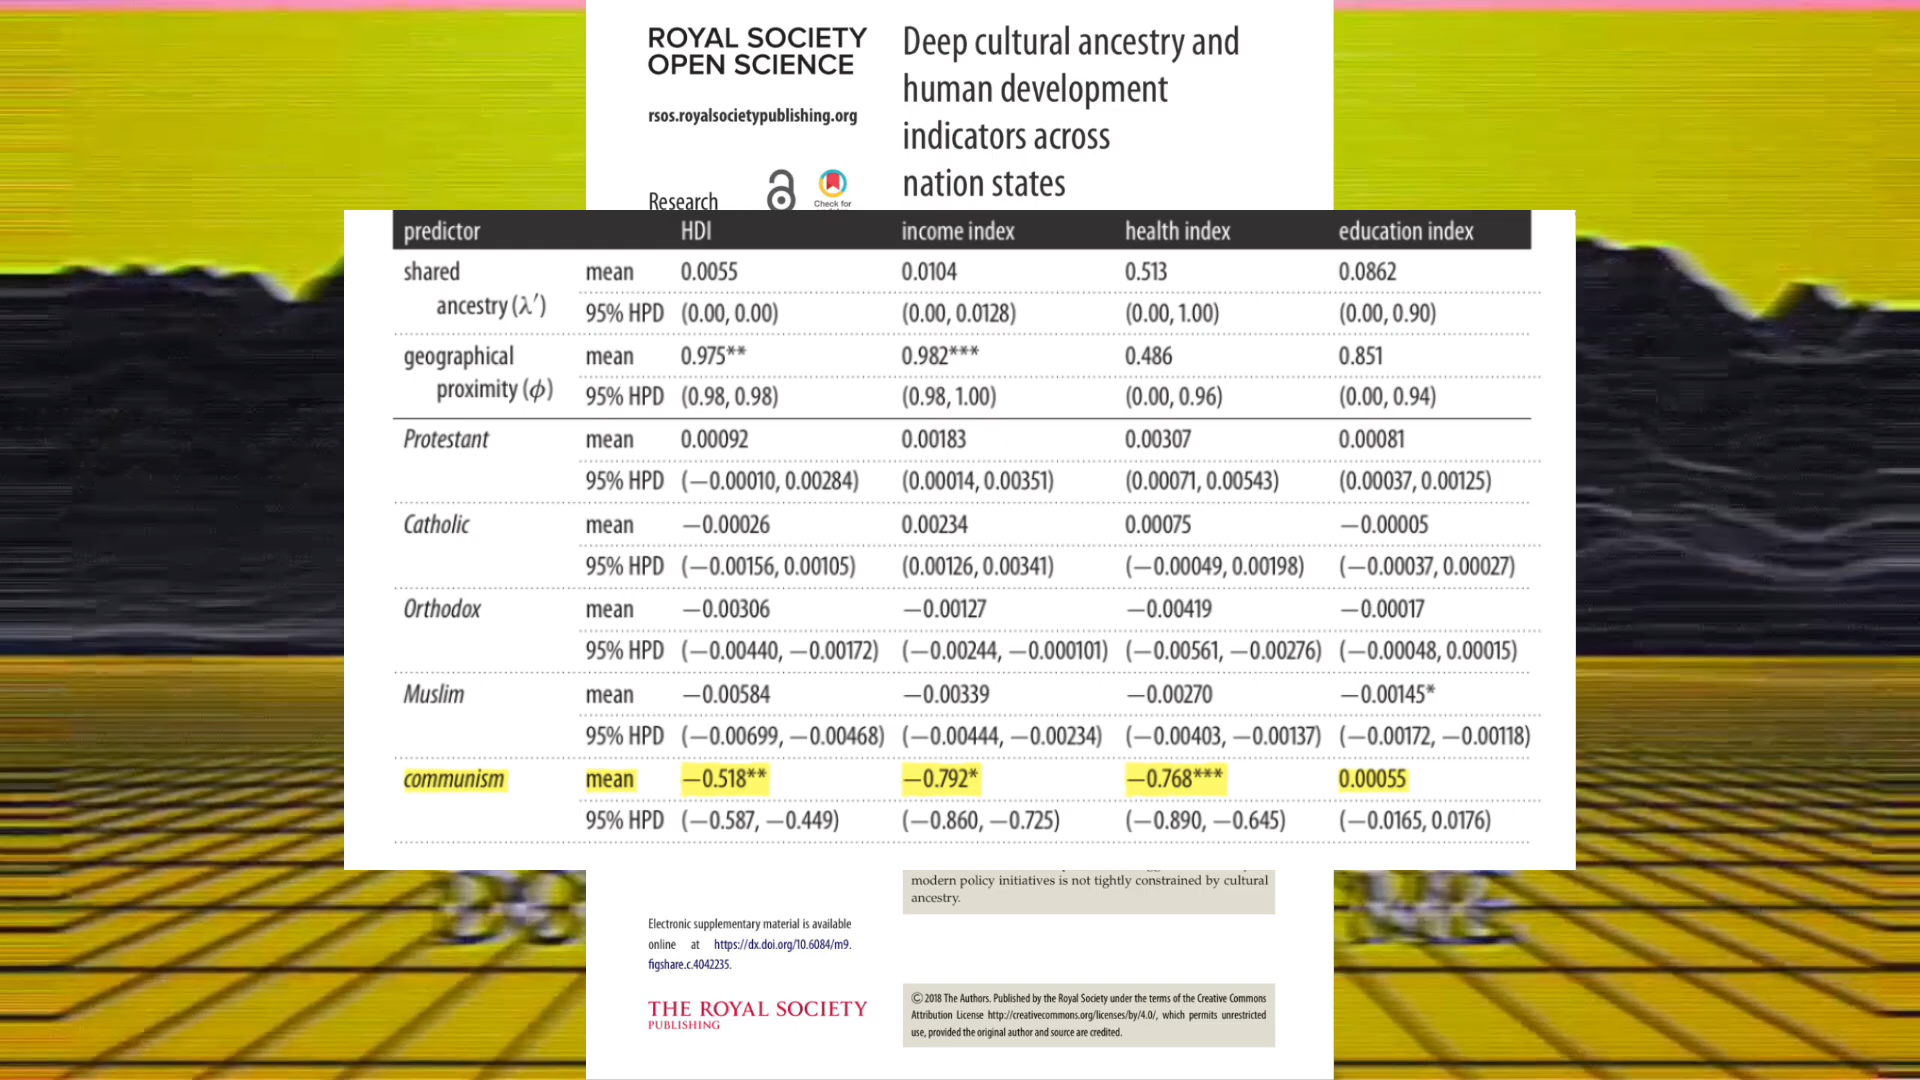 ROYAL SOCIETY
OPEN SCIENCE
rsos.royalsocietypublishing.org
Research
Check for
Deep cultural ancestry and
human development
indicators across
nation states
predictor HDI income index health index education index
shared mean 0.0055 0.0104 0.513 0.0862
ancestry (λ′)
95% HPD (0.00, 0.00) (0.00, 0.0128) (0.00, 1.00) (0.00, 0.90)
geographical mean 0.975** 0.982*** 0.486 0.851
proximity (ϕ)
95% HPD (0.98, 0.98) (0.98, 1.00) (0.00, 0.96) (0.00, 0.94)
Protestant mean 0.00092 0.00183 0.00307 0.00081
95% HPD (−0.00010, 0.00284) (0.00014, 0.00351) (0.00071, 0.00543) (0.00037, 0.00125)
Catholic mean −0.00026 0.00234 0.00075 −0.00005
95% HPD (−0.00156, 0.00105) (0.00126, 0.00341) (−0.00049, 0.00198) (−0.00037, 0.00027)
Orthodox mean −0.00306 −0.00127 −0.00419 −0.00017
95% HPD (−0.00440, −0.00172) (−0.00244, −0.000101) (−0.00561, −0.00276) (−0.00048, 0.00015)
Muslim mean −0.00584 −0.00339 −0.00270 −0.00145*
95% HPD (−0.00699, −0.00468) (−0.00444, −0.00234) (−0.00403, −0.00137) (−0.00172, −0.00118)
communism mean −0.518** −0.792* −0.768*** 0.00055
95% HPD (−0.587, −0.449) (−0.860, −0.725) (−0.890, −0.645) (−0.0165, 0.0176)
modern policy initiatives is not tightly constrained by cultural
ancestry.
Electronic supplementary material is available
online at https://dx.doi.org/10.6084/m9.
figshare.c.4042235.
THE ROYAL SOCIETY
PUBLISHING
© 2018 The Authors. Published by the Royal Society under the terms of the Creative Commons
Attribution License http://creativecommons.org/licenses/by/4.0/, which permits unrestricted
use, provided the original author and source are credited.